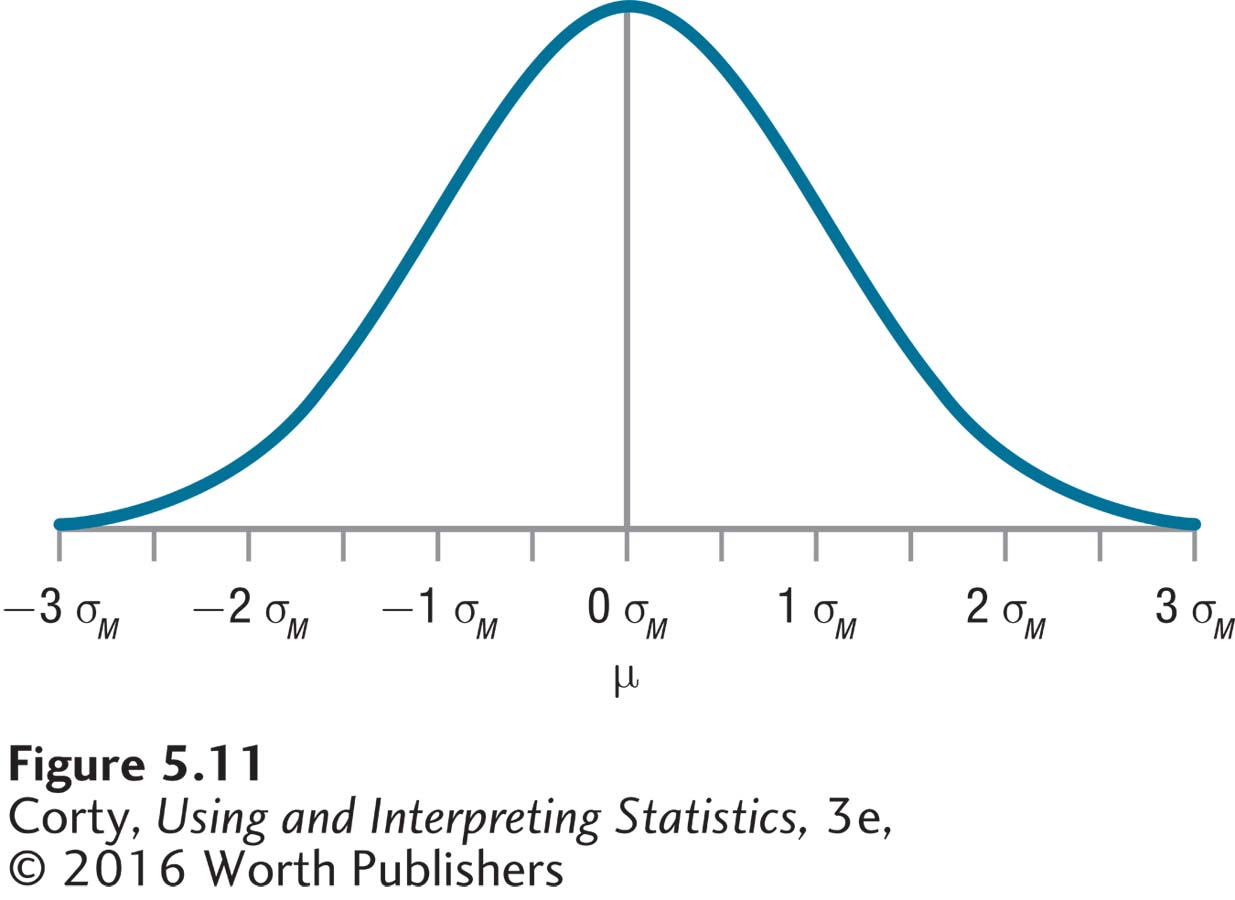 −3 σM −2 σM −1 σM 0 σM 1 σM 2 σM 3 σM
μ
Figure 5.11
Corty, Using and Interpreting Statistics, 3e,
© 2016 Worth Publishers